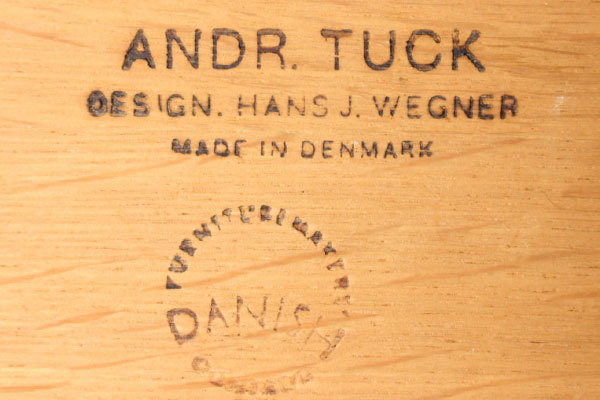 ANDR. TUCK
DESIGN. HANS J. WEGNER
MADE IN DENMARK
FURNITUREMAKERS
DANISH